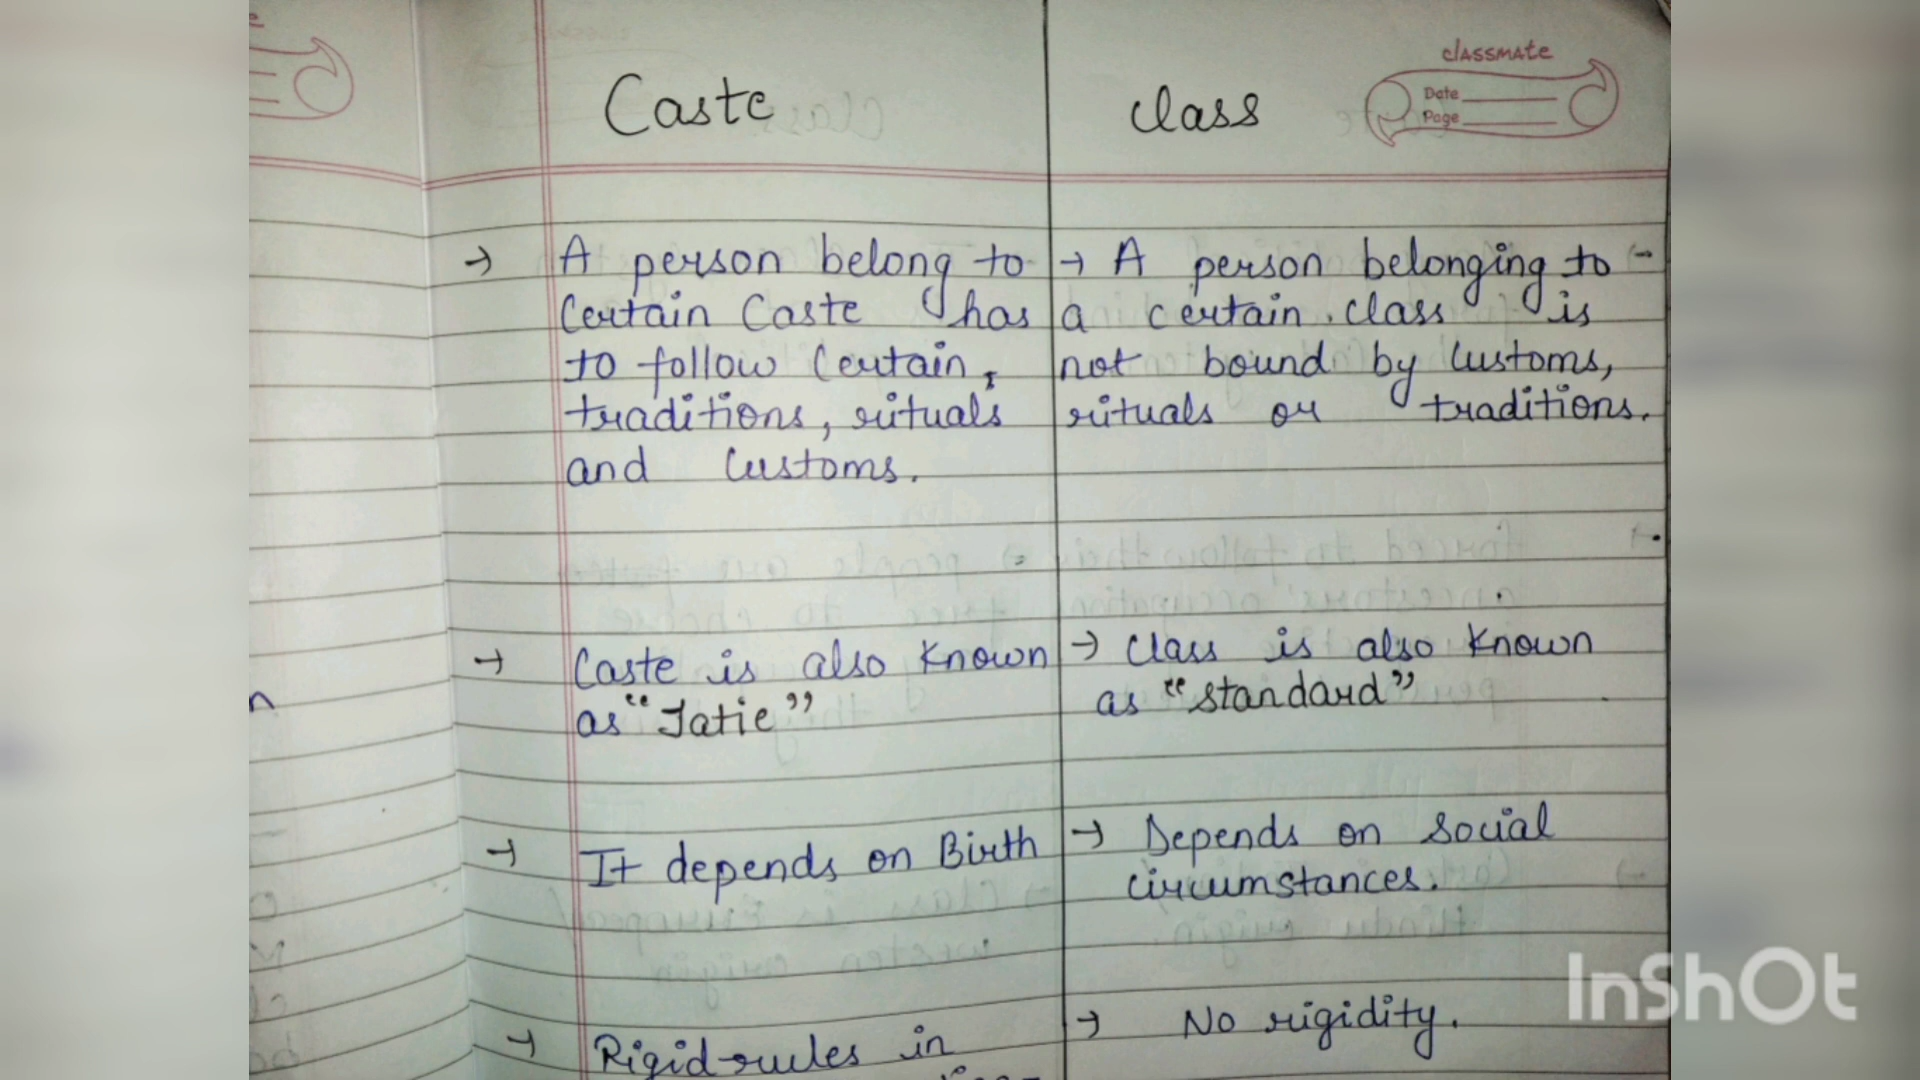 classmate
Date
Page
Caste
class
→ A person belong to
Certain Caste has
to follow Certain,
traditions, rituals
and Customs.
→ A person belonging to
a certain class is
not bound by Customs,
rituals or traditions.
→ Caste is also known
as "Jatie"
→ Class is also known
as "standard"
→ It depends on Birth
→ Depends on social
circumstances.
→ Rigid rules in
→ No rigidity.
InShOt